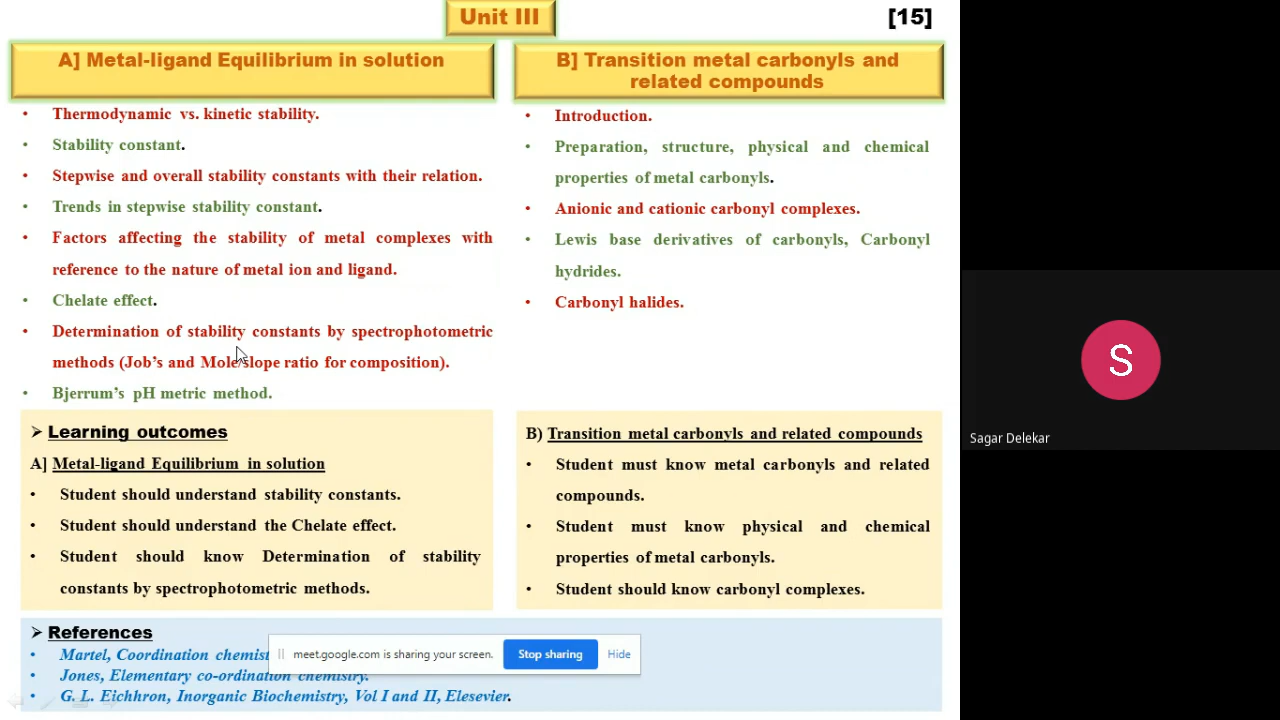 Unit III
[15]
A] Metal-ligand Equilibrium in solution
• Thermodynamic vs. kinetic stability.
• Stability constant.
• Stepwise and overall stability constants with their relation.
• Trends in stepwise stability constant.
• Factors affecting the stability of metal complexes with
reference to the nature of metal ion and ligand.
• Chelate effect.
• Determination of stability constants by spectrophotometric
methods (Job's and Mole slope ratio for composition).
• Bjerrum's pH metric method.
B] Transition metal carbonyls and
related compounds
• Introduction.
• Preparation, structure, physical and chemical
properties of metal carbonyls.
• Anionic and cationic carbonyl complexes.
• Lewis base derivatives of carbonyls, Carbonyl
hydrides.
• Carbonyl halides.
➢ Learning outcomes
A] Metal-ligand Equilibrium in solution
• Student should understand stability constants.
• Student should understand the Chelate effect.
• Student should know Determination of stability
constants by spectrophotometric methods.
B) Transition metal carbonyls and related compounds
• Student must know metal carbonyls and related
compounds.
• Student must know physical and chemical
properties of metal carbonyls.
• Student should know carbonyl complexes.
➢ References
• Martel, Coordination chemist
• Jones, Elementary co-ordination chemistry.
• G. L. Eichhron, Inorganic Biochemistry, Vol I and II, Elesevier.
meet.google.com is sharing your screen.
Stop sharing
Hide
S
Sagar Delekar